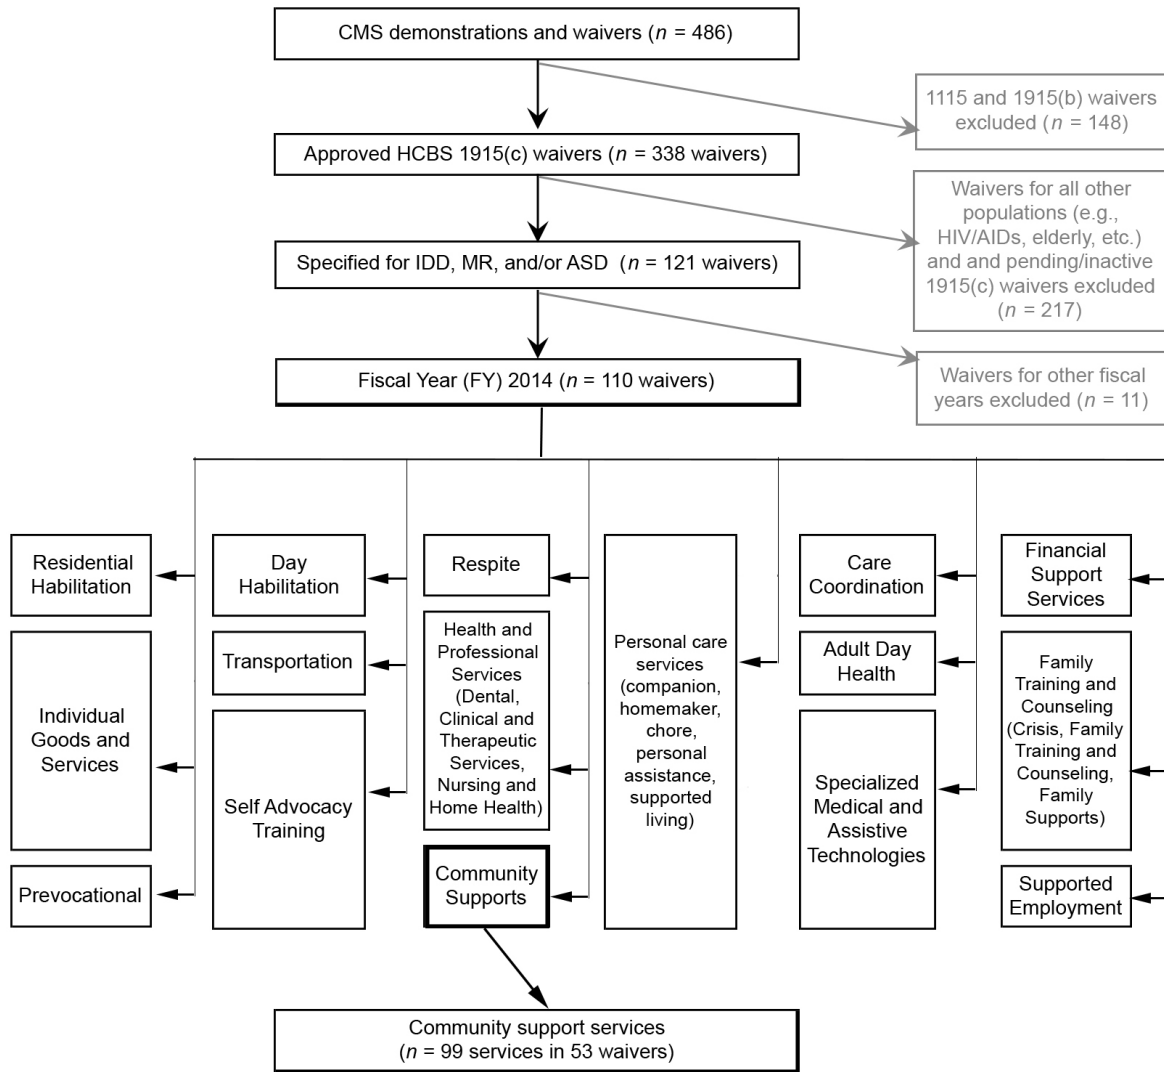 CMS demonstrations and waivers (n = 486)
1115 and 1915(b) waivers
excluded (n = 148)
Approved HCBS 1915(c) waivers (n = 338 waivers)
Waivers for all other
populations (e.g.,
HIV/AIDs, elderly, etc.)
and and pending/inactive
1915(c) waivers excluded
(n = 217)
Specified for IDD, MR, and/or ASD (n = 121 waivers)
Fiscal Year (FY) 2014 (n = 110 waivers)
Waivers for other fiscal
years excluded (n = 11)
Residential
Habilitation
Individual
Goods and
Services
Prevocational
Day
Habilitation
Transportation
Self Advocacy
Training
Respite
Health and
Professional
Services
(Dental,
Clinical and
Therapeutic
Services,
Nursing and
Home Health)
Community
Supports
Personal care
services
(companion,
homemaker,
chore,
personal
assistance,
supported
living)
Care
Coordination
Adult Day
Health
Specialized
Medical and
Assistive
Technologies
Financial
Support
Services
Family
Training and
Counseling
(Crisis, Family
Training and
Counseling,
Family
Supports)
Supported
Employment
Community support services
(n = 99 services in 53 waivers)